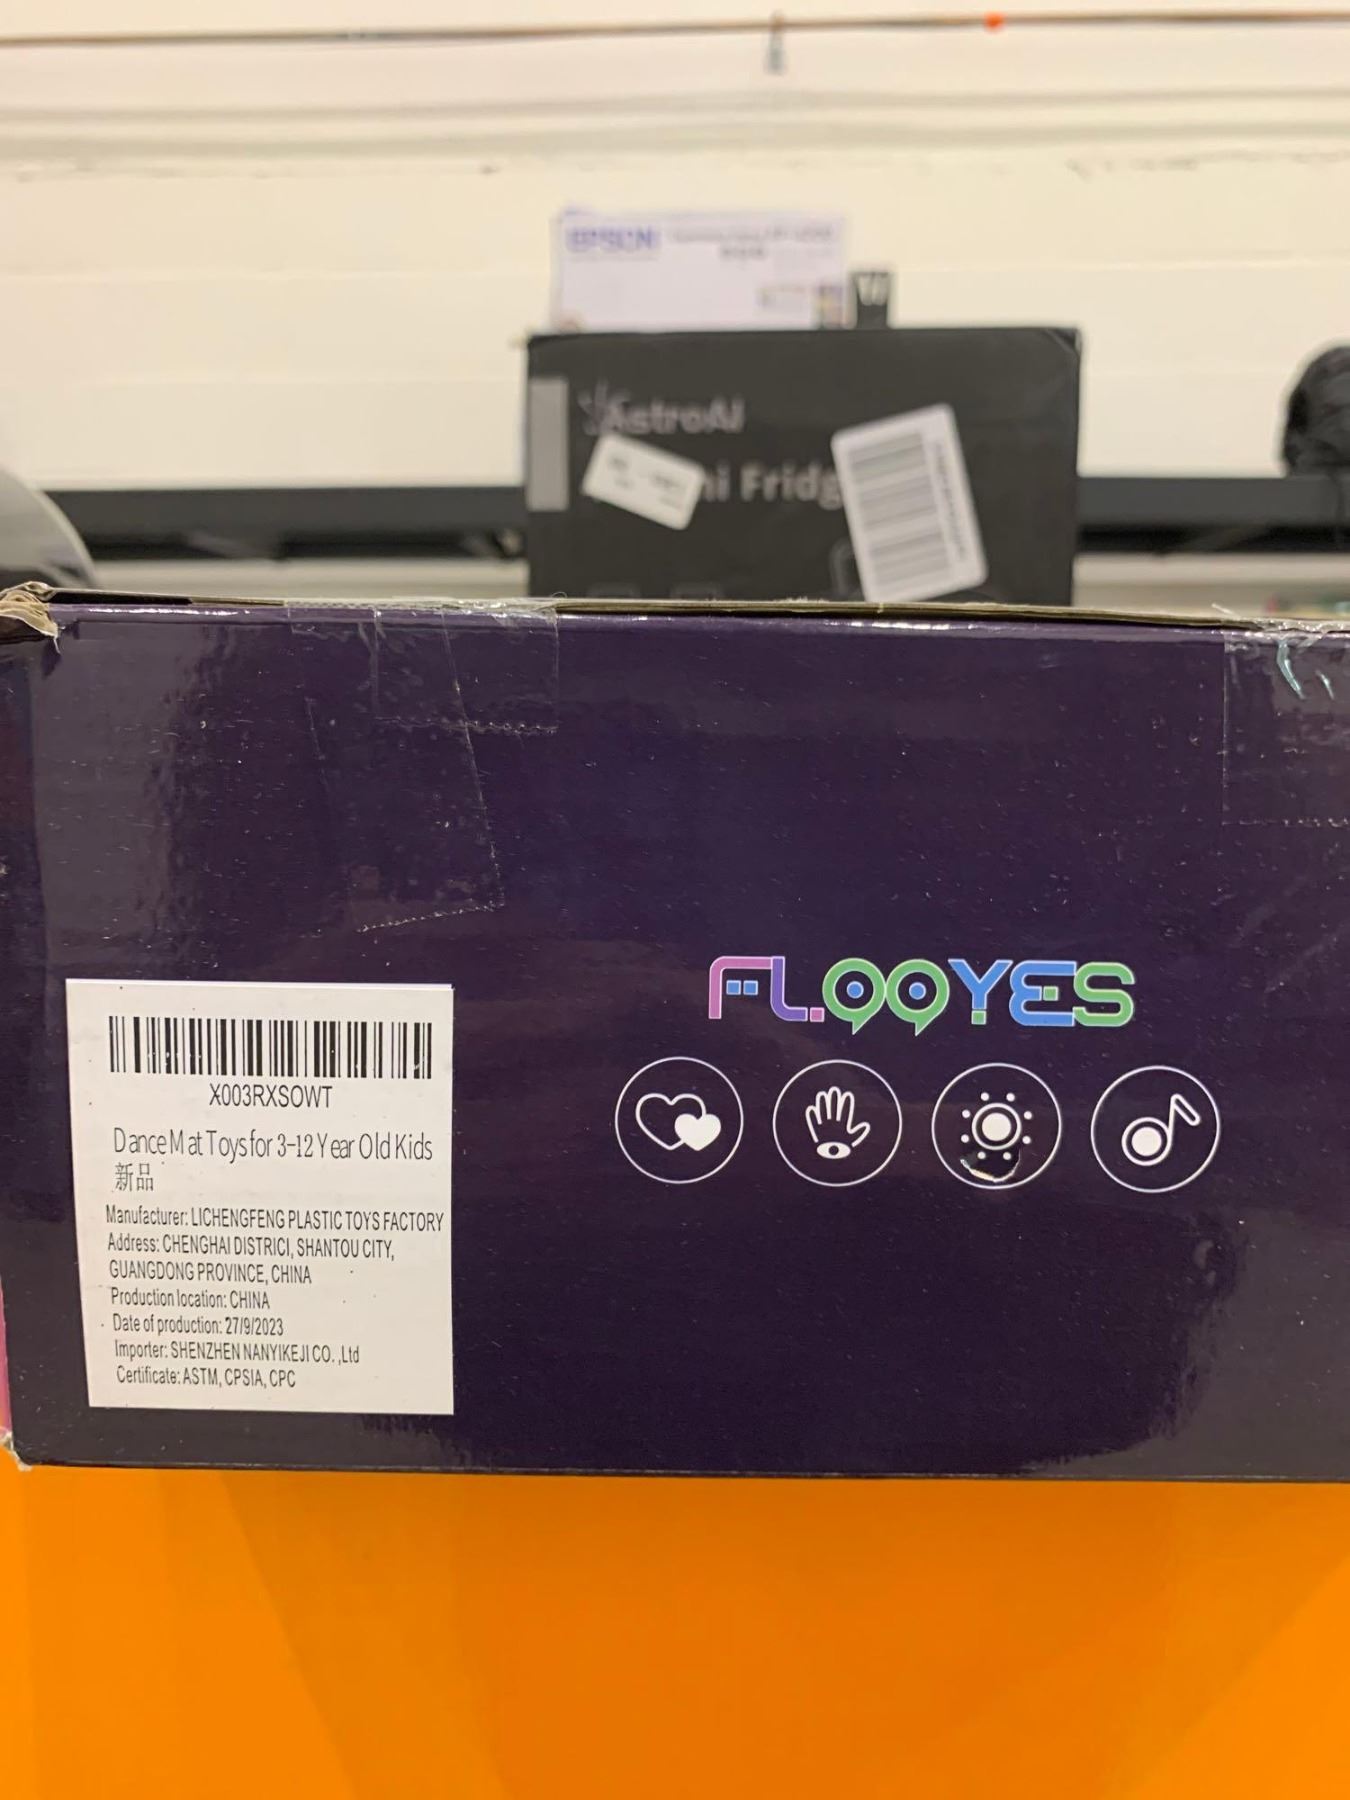 EPSON
AstroAI
ni Fridg
FLOOYES
X003RXSOWT
Dance Mat Toys for 3-12 Year Old Kids
新品
Manufacturer: LICHENGFENG PLASTIC TOYS FACTORY
Address: CHENGHAI DISTRICI, SHANTOU CITY,
GUANGDONG PROVINCE, CHINA
Production location: CHINA
Date of production: 27/9/2023
Importer: SHENZHEN NANYIKEJI CO. ,Ltd
Certificate: ASTM, CPSIA, CPC